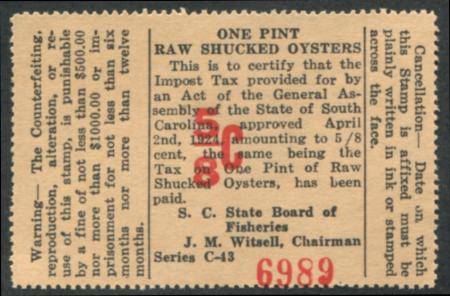 Warning— The Counterfeiting,
reproduction, alteration, or re-
use of this stamp, is punishable
by a fine of not less than $500.00
nor more than $1000.00 or im-
prisonment for not less than six
months nor more than twelve
months.
ONE PINT
RAW SHUCKED OYSTERS
This is to certify that the
Impost Tax provided for by
an Act of the General As-
sembly of the State of South
Carolina, approved April
2nd, 1924, amounting to 5/8
cent, the same being the
Tax on One Pint of Raw
Shucked Oysters, has been
paid.
S. C. State Board of
Fisheries
J. M. Witsell, Chairman
Series C-43
5/8C
6989
Cancellation— Date on which
this Stamp is affixed must be
plainly written in ink or stamped
across the face.